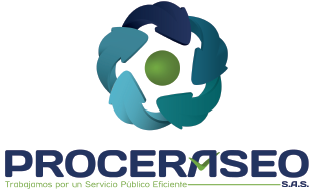 PROCERASEO
Trabajamos por un Servicio Público Eficiente S.A.S.